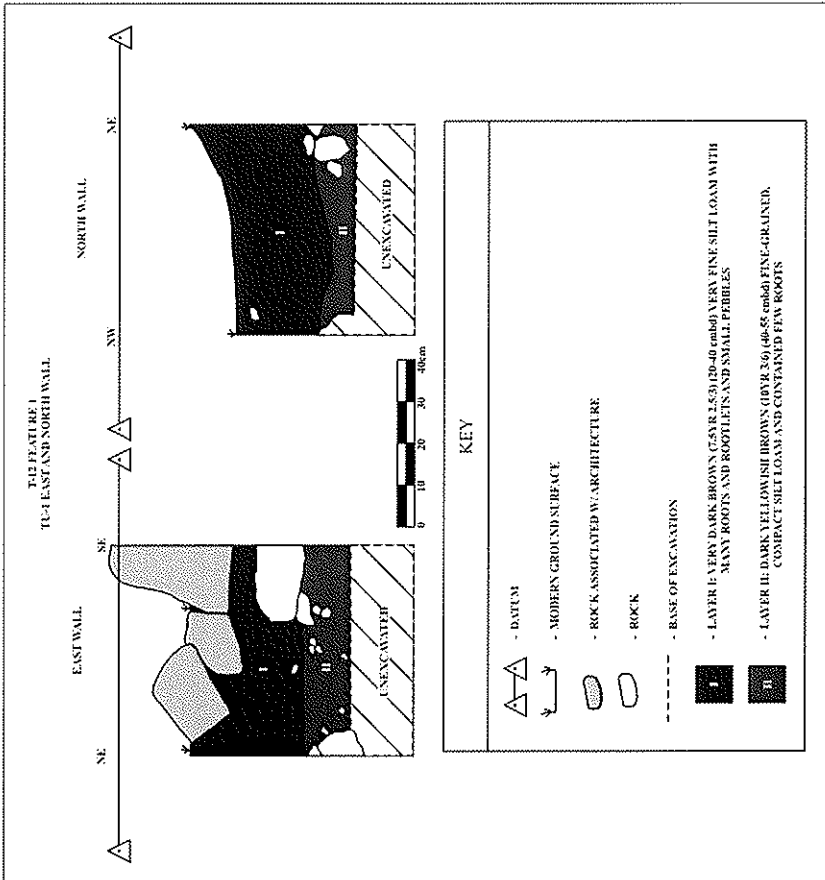 T-12 FEATURE 1
TU-1 EAST AND NORTH WALL
EAST WALL
NORTH WALL
NE
SE
NW
NE
I
II
UNEXCAVATED
I
II
UNEXCAVATED
0 10 20 30 40cm
KEY
- DATUM
- MODERN GROUND SURFACE
- ROCK ASSOCIATED W/ARCHITECTURE
- ROCK
- BASE OF EXCAVATION
I - LAYER I: VERY DARK BROWN (7.5YR 2.5/3) (20-40 cmbd) VERY FINE SILT LOAM WITH
MANY ROOTS AND ROOTLETS AND SMALL PEBBLES
II - LAYER II: DARK YELLOWISH BROWN (10YR 3/6) (40-55 cmbd) FINE-GRAINED,
COMPACT SILT LOAM AND CONTAINED FEW ROOTS